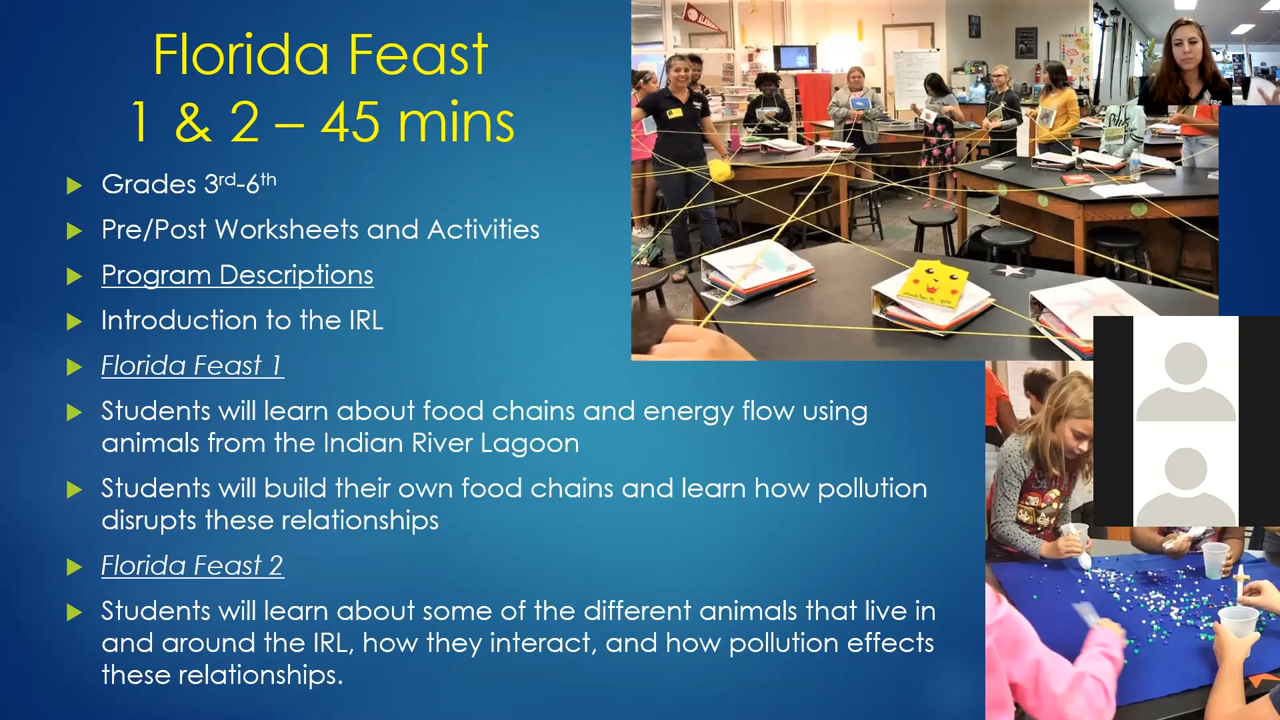 Florida Feast
1 & 2 – 45 mins
Grades 3rd-6th
Pre/Post Worksheets and Activities
Program Descriptions
Introduction to the IRL
Florida Feast 1
Students will learn about food chains and energy flow using
animals from the Indian River Lagoon
Students will build their own food chains and learn how pollution
disrupts these relationships
Florida Feast 2
Students will learn about some of the different animals that live in
and around the IRL, how they interact, and how pollution effects
these relationships.